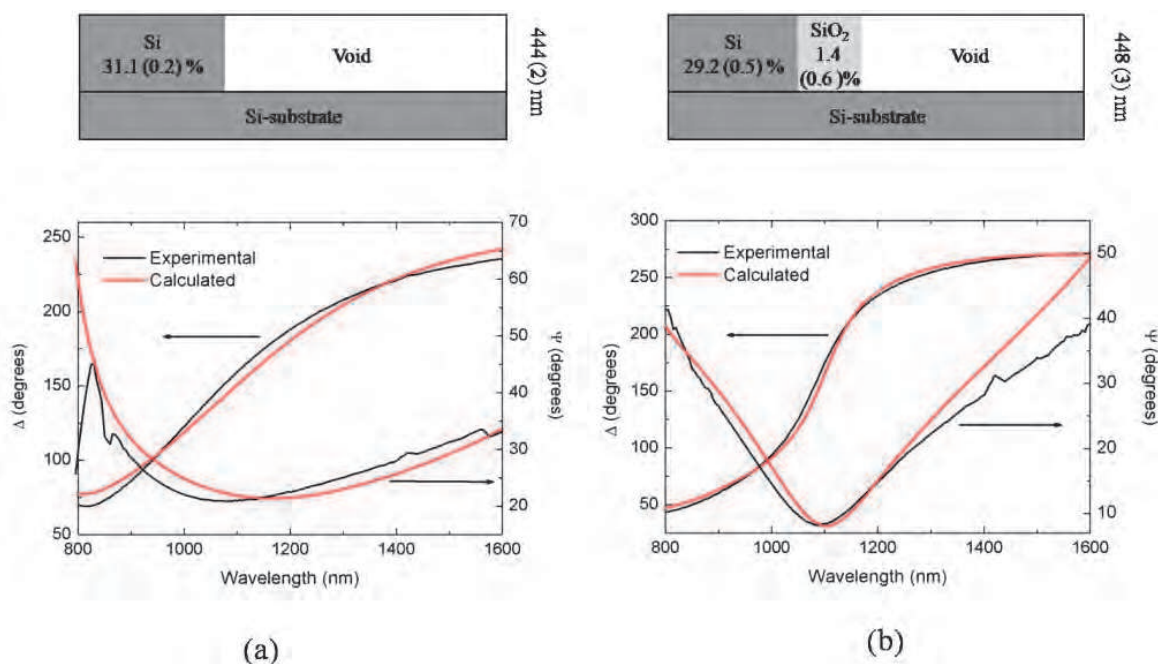 Si
31.1 (0.2) %
Void
Si-substrate
444 (2) nm
Si
29.2 (0.5) %
SiO₂
1.4
(0.6)%
Void
Si-substrate
448 (3) nm
Experimental
Calculated
Δ (degrees)
250
200
150
100
50
70
60
50
40
30
20
Ψ (degrees)
800 1000 1200 1400 1600
Wavelength (nm)
(a)
Experimental
Calculated
Δ (degrees)
300
250
200
150
100
50
50
40
30
20
10
Ψ (degrees)
800 1000 1200 1400 1600
Wavelength (nm)
(b)